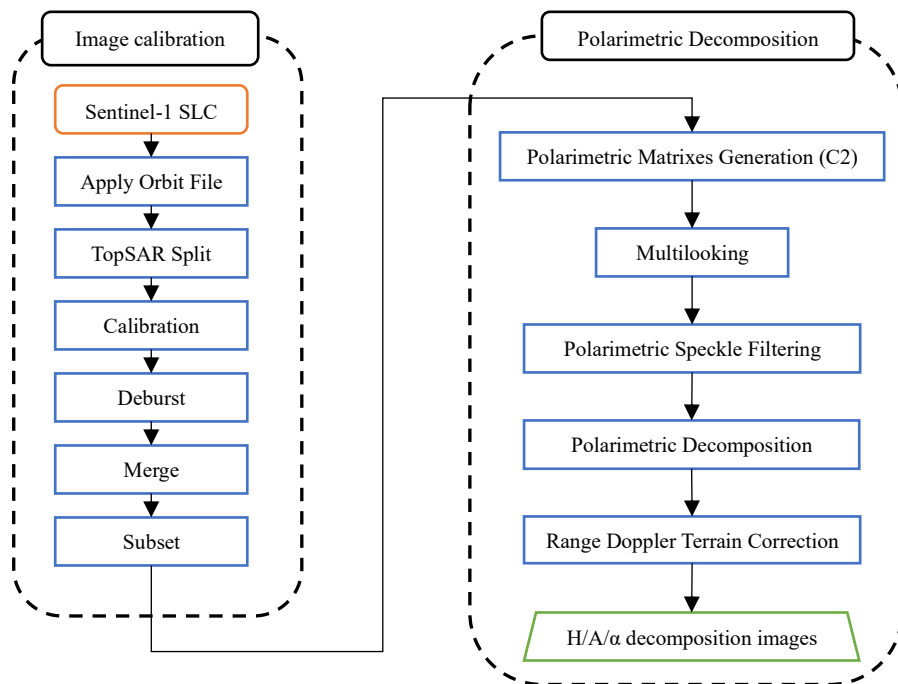 Image calibration
Sentinel-1 SLC
Apply Orbit File
TopSAR Split
Calibration
Deburst
Merge
Subset
Polarimetric Decomposition
Polarimetric Matrixes Generation (C2)
Multilooking
Polarimetric Speckle Filtering
Polarimetric Decomposition
Range Doppler Terrain Correction
H/A/α decomposition images